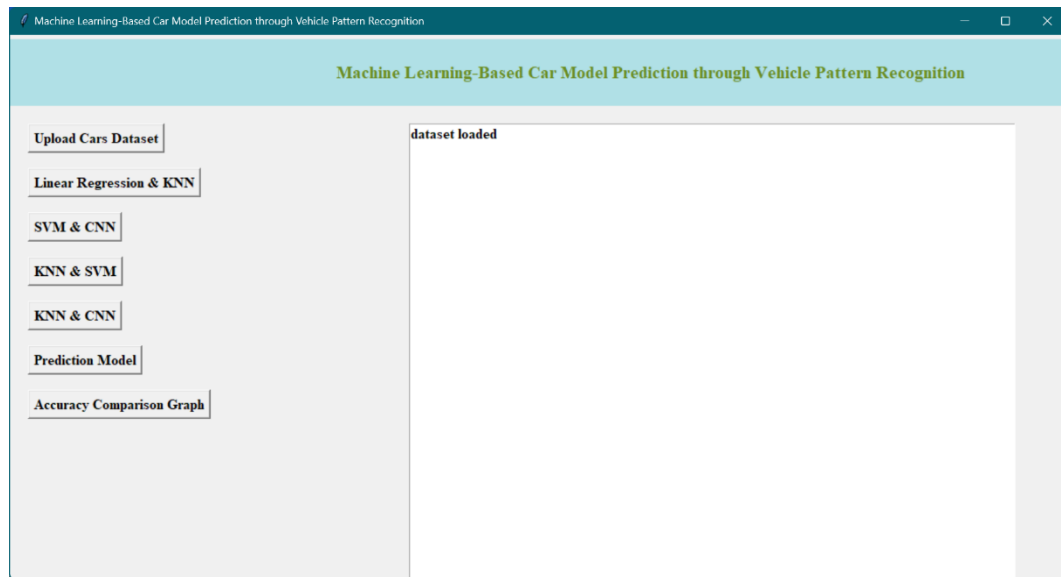 Machine Learning-Based Car Model Prediction through Vehicle Pattern Recognition
Machine Learning-Based Car Model Prediction through Vehicle Pattern Recognition
Upload Cars Dataset
dataset loaded
Linear Regression & KNN
SVM & CNN
KNN & SVM
KNN & CNN
Prediction Model
Accuracy Comparison Graph